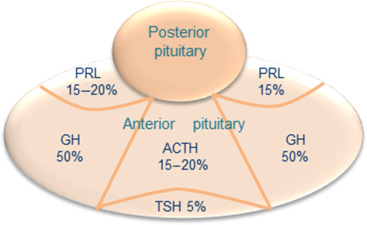 Posterior
pituitary
PRL
15–20%
PRL
15%
Anterior pituitary
GH
50%
ACTH
15–20%
GH
50%
TSH 5%